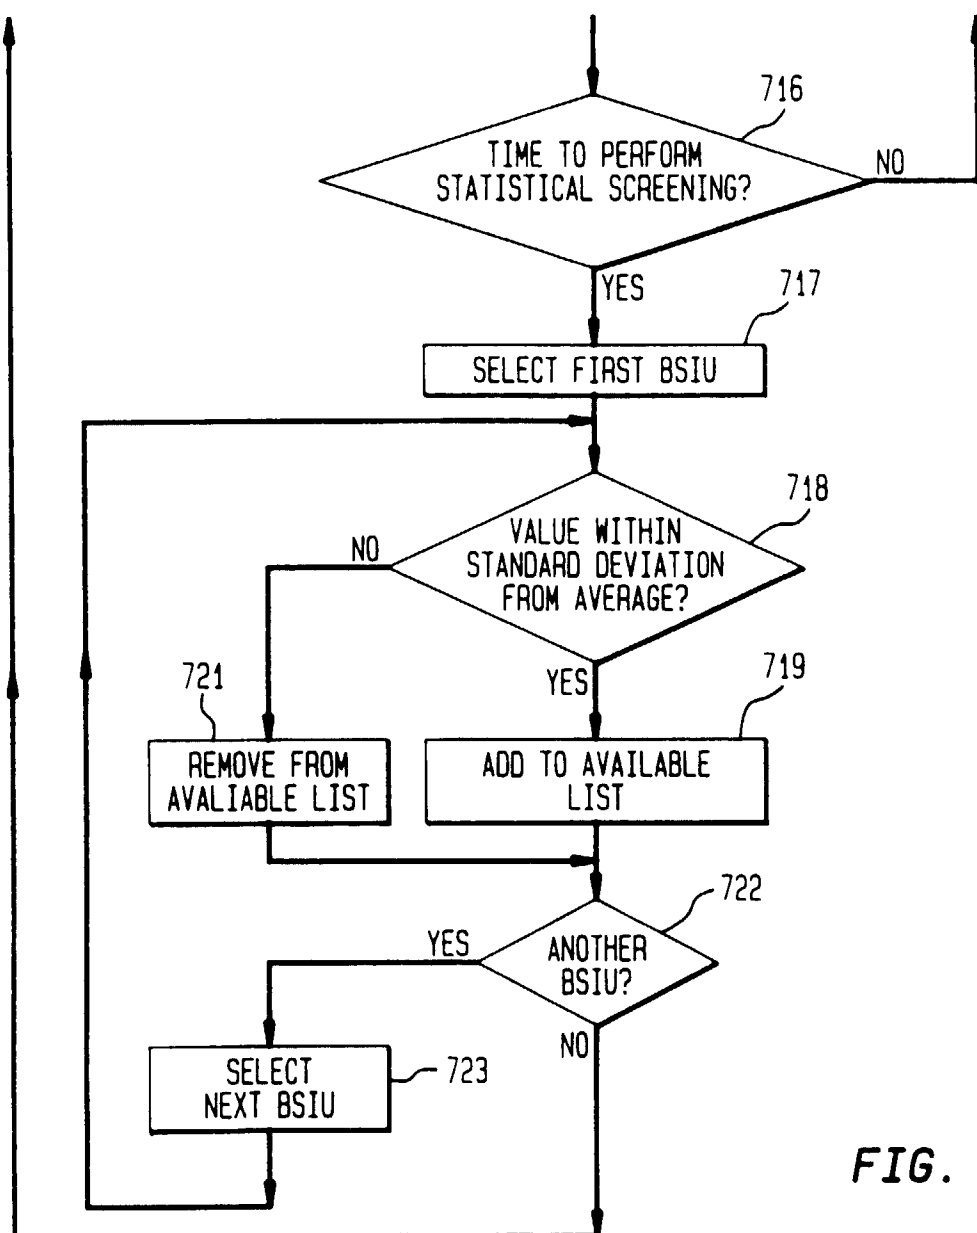 716
TIME TO PERFORM
STATISTICAL SCREENING?
NO
YES
717
SELECT FIRST BSIU
718
VALUE WITHIN
STANDARD DEVIATION
FROM AVERAGE?
NO
YES
721
REMOVE FROM
AVALIABLE LIST
719
ADD TO AVAILABLE
LIST
722
ANOTHER
BSIU?
YES
NO
SELECT
NEXT BSIU
723
FIG.